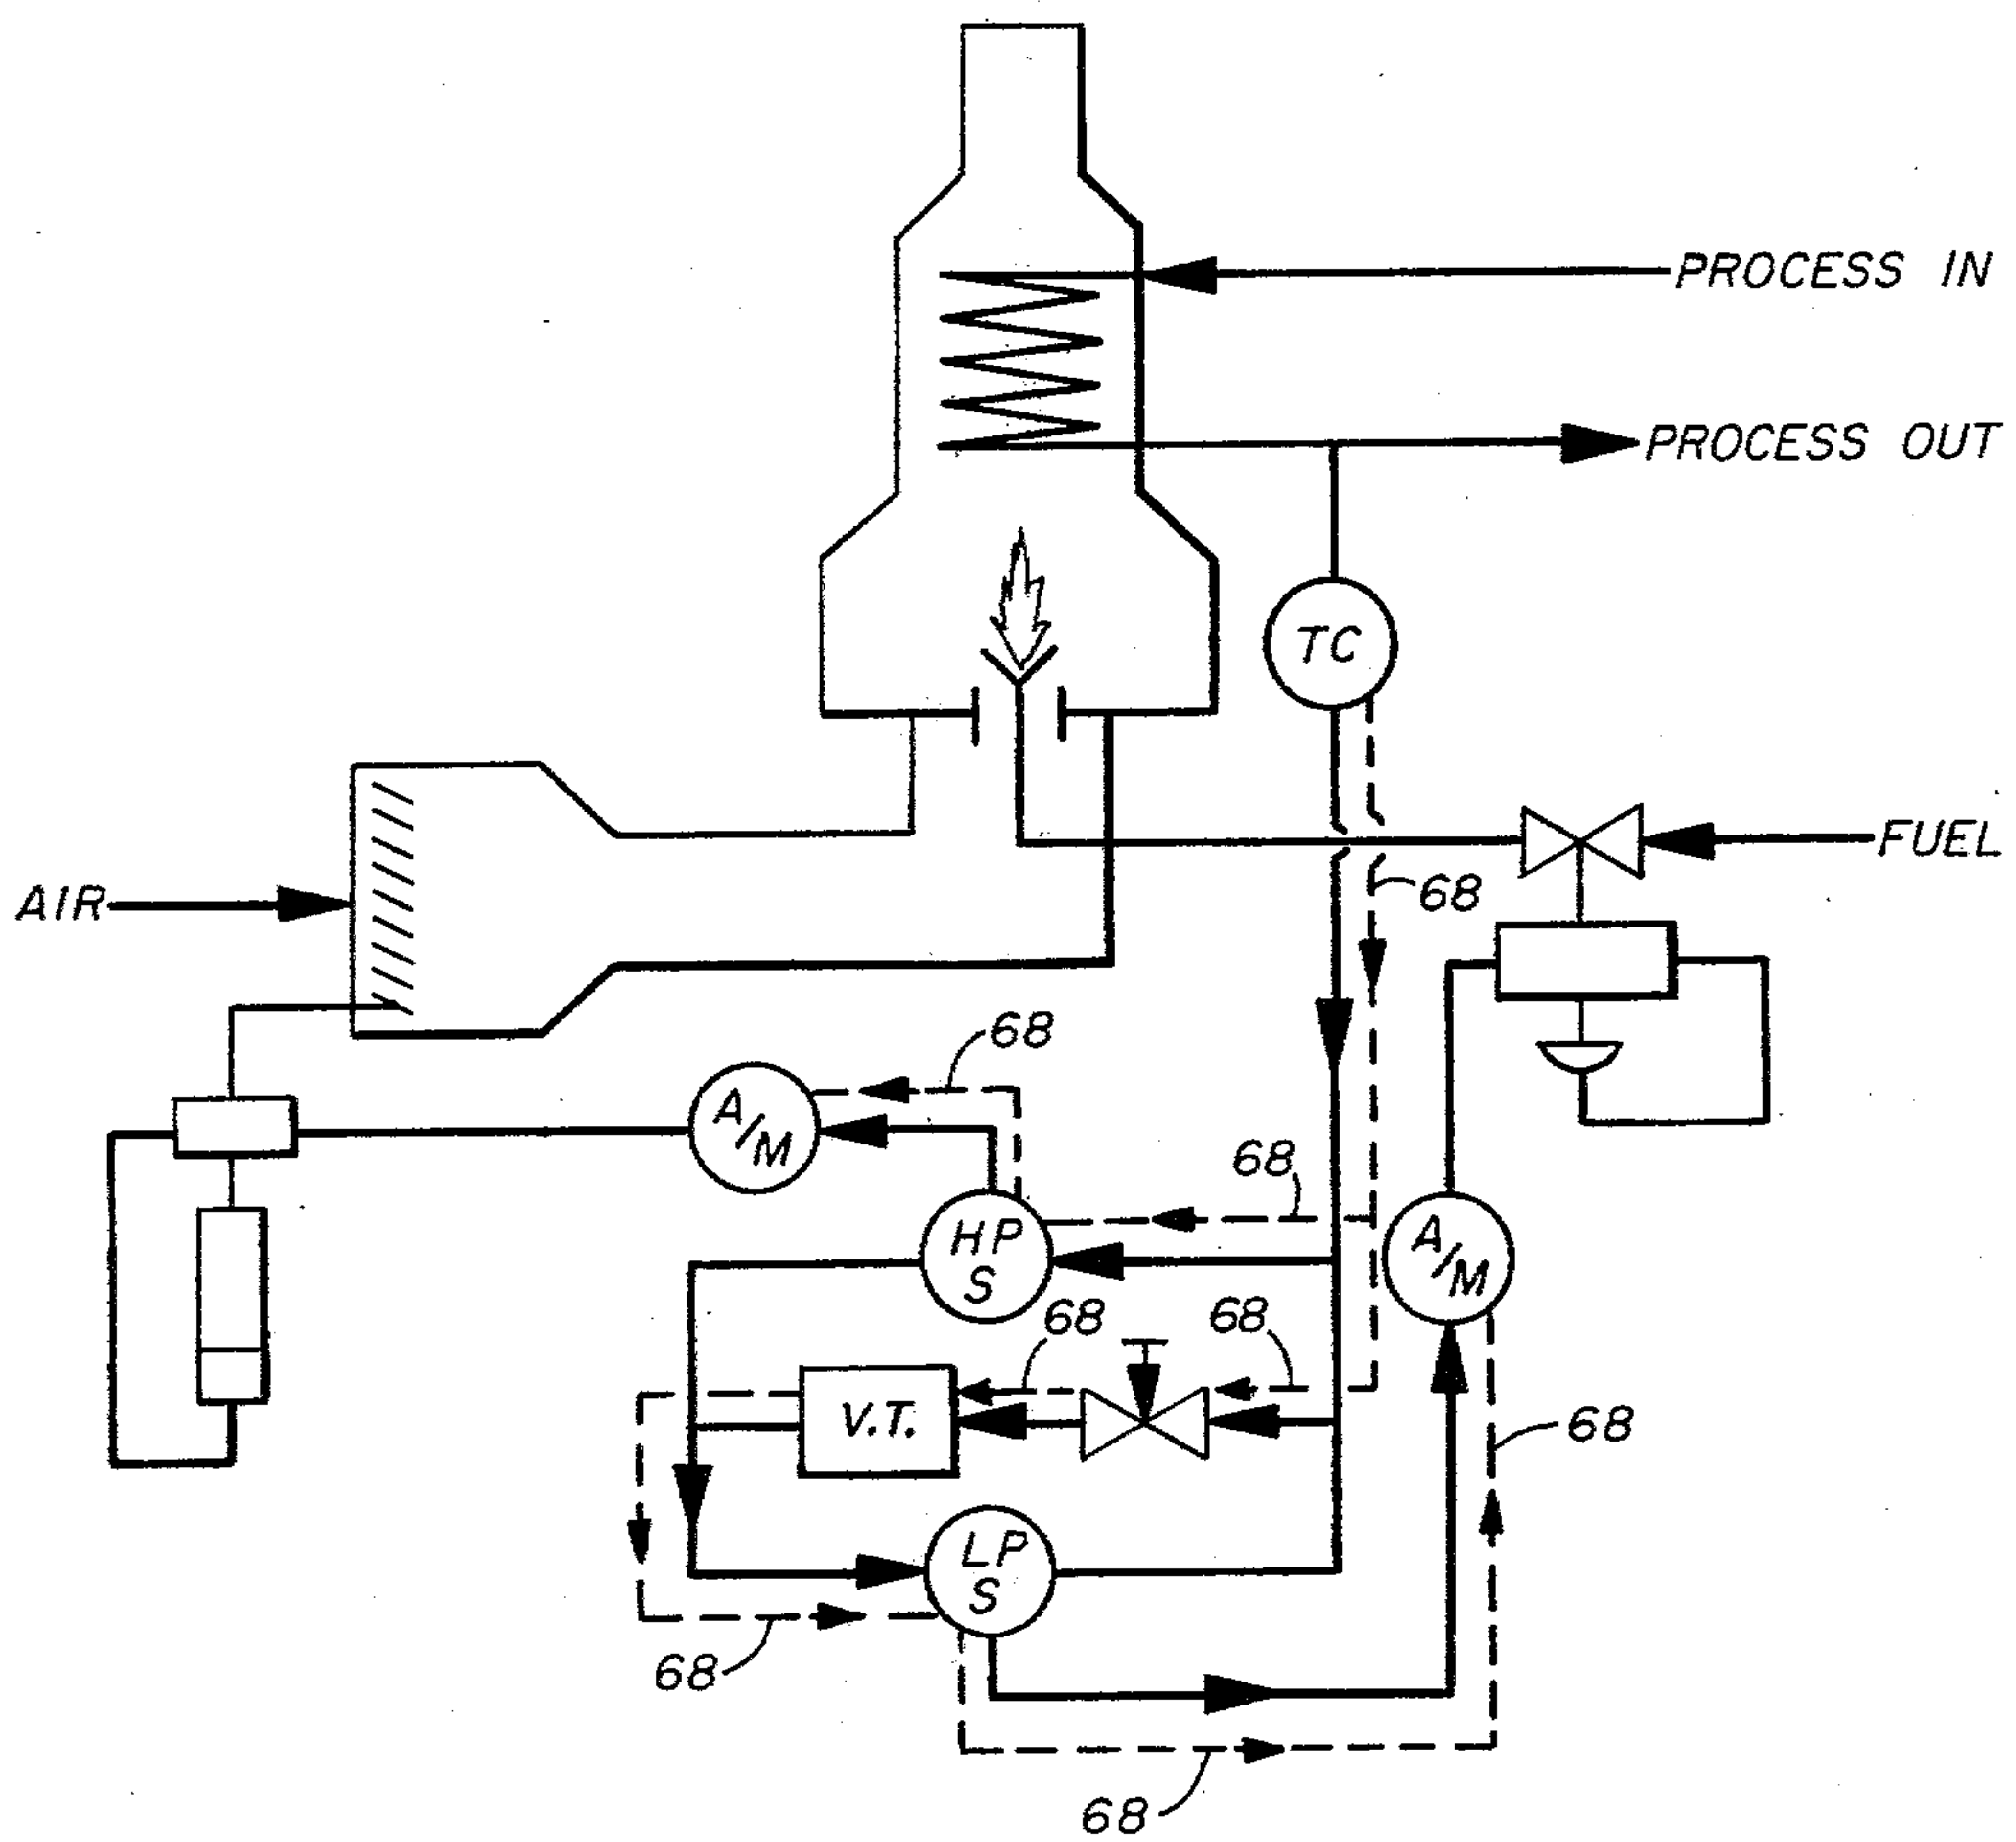 PROCESS IN
PROCESS OUT
TC
FUEL
68
AIR
68
A/M
68
HP
S
A/M
68
68
V.T.
68
LP
S
68
68